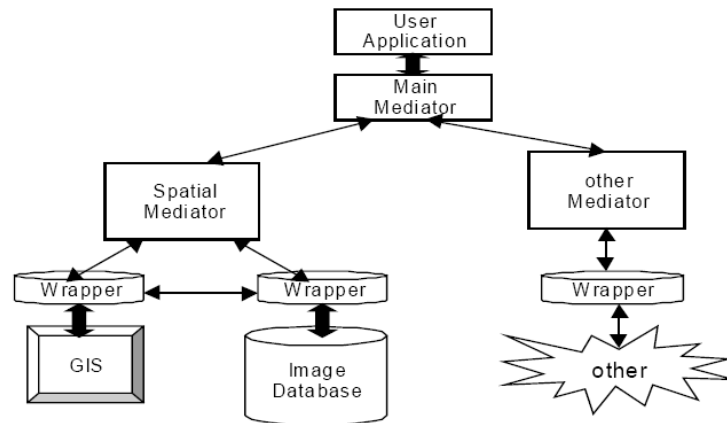 User
Application
Main
Mediator
Spatial
Mediator
other
Mediator
Wrapper
Wrapper
Wrapper
GIS
Image
Database
other